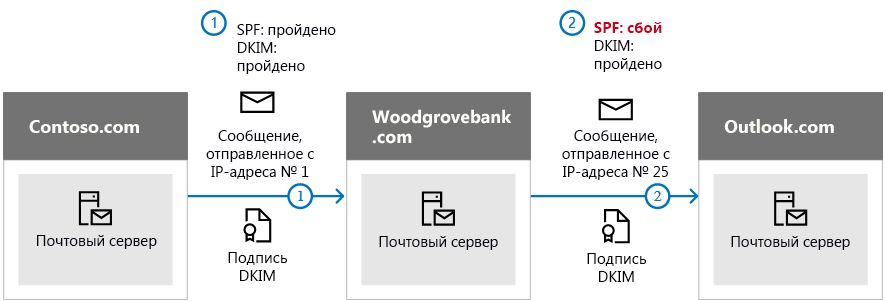 1
SPF: пройдено
DKIM:
пройдено
2
SPF: сбой
DKIM:
пройдено
Contoso.com
Сообщение,
отправленное с
IP-адреса № 1
Woodgrovebank
.com
Сообщение,
отправленное с
IP-адреса № 25
Outlook.com
1
2
Почтовый сервер
Подпись
DKIM
Почтовый сервер
Подпись
DKIM
Почтовый сервер